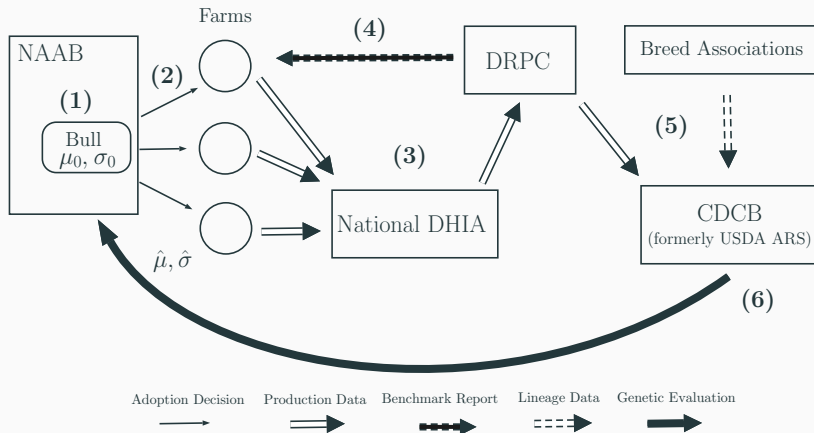 Farms
NAAB
(1)
(2)
Bull
μ₀, σ₀
(4)
DRPC
Breed Associations
(3)
(5)
National DHIA
CDCB
(formerly USDA ARS)
μ̂, σ̂
(6)
Adoption Decision
Production Data
Benchmark Report
Lineage Data
Genetic Evaluation